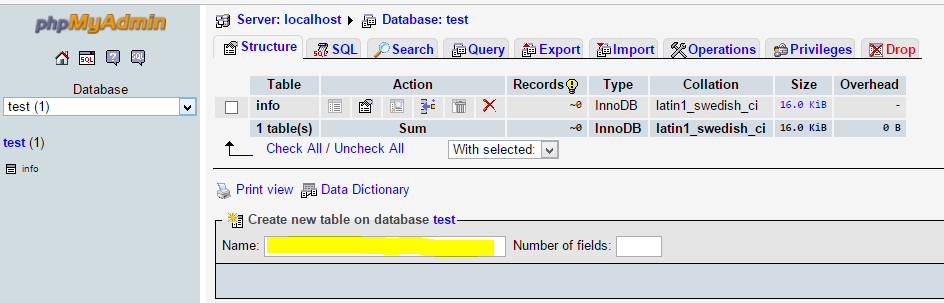 phpMyAdmin
SQL SQL
Database
test (1)
test (1)
info
Server: localhost Database: test
Structure SQL Search Query Export Import Operations Privileges Drop
Table Action Records Type Collation Size Overhead
info ~0 InnoDB latin1_swedish_ci 16.0 KiB -
1 table(s) Sum ~0 InnoDB latin1_swedish_ci 16.0 KiB 0 B
Check All / Uncheck All With selected:
Print view Data Dictionary
Create new table on database test
Name: Number of fields: